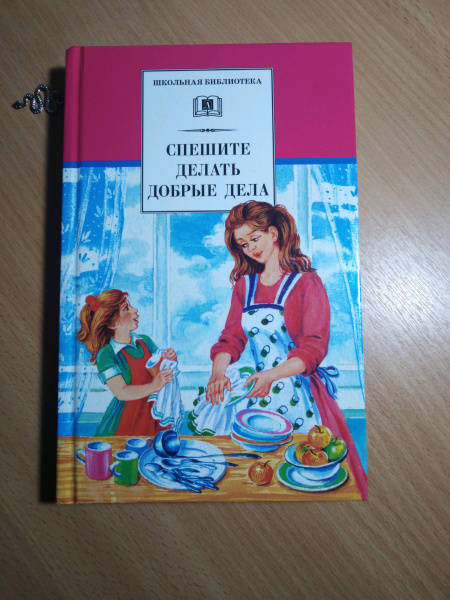 ШКОЛЬНАЯ БИБЛИОТЕКА
СПЕШИТЕ
ДЕЛАТЬ
ДОБРЫЕ ДЕЛА